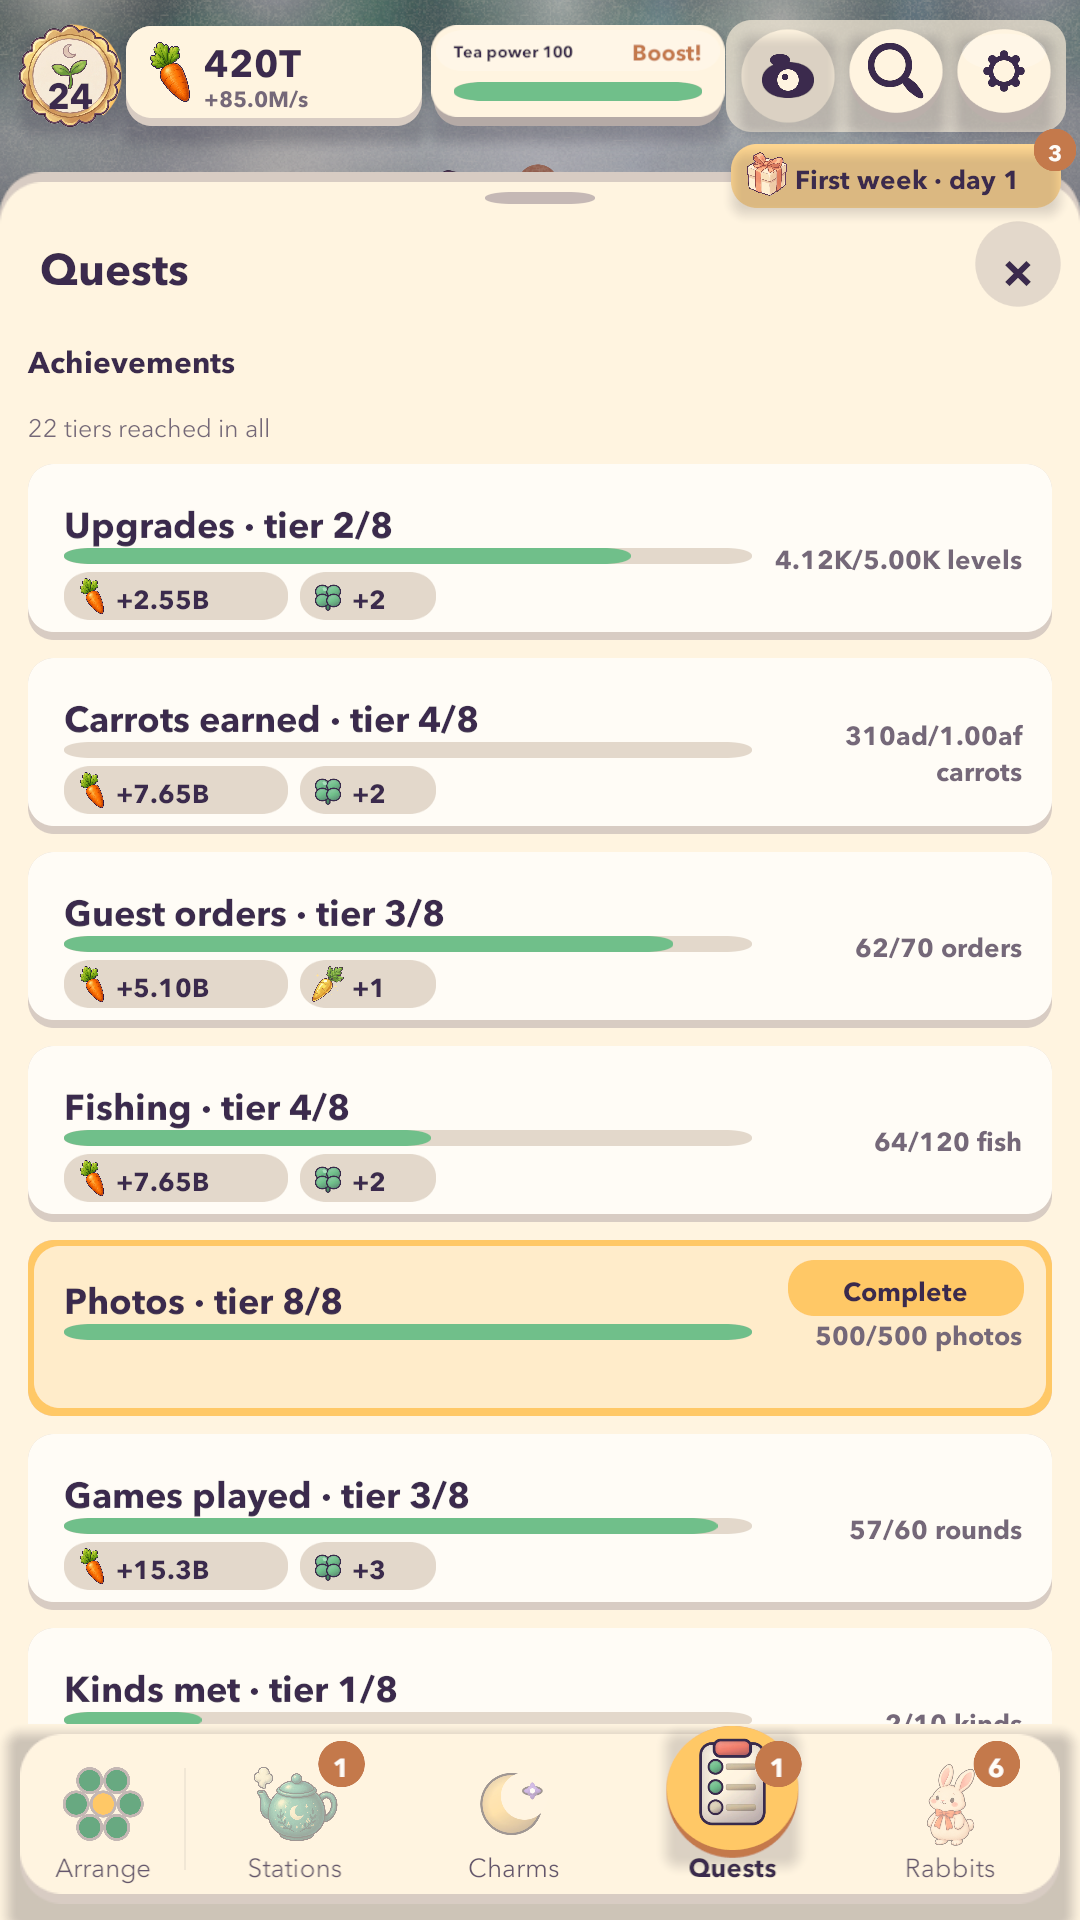 24
420T
+85.0M/s
Tea power 100
Boost!
3
First week · day 1
Quests
Achievements
22 tiers reached in all
Upgrades · tier 2/8
4.12K/5.00K levels
+2.55B
+2
Carrots earned · tier 4/8
310ad/1.00af
carrots
+7.65B
+2
Guest orders · tier 3/8
62/70 orders
+5.10B
+1
Fishing · tier 4/8
64/120 fish
+7.65B
+2
Photos · tier 8/8
Complete
500/500 photos
Games played · tier 3/8
57/60 rounds
+15.3B
+3
Kinds met · tier 1/8
2/10 kinds
1
1
6
Arrange
Stations
Charms
Quests
Rabbits